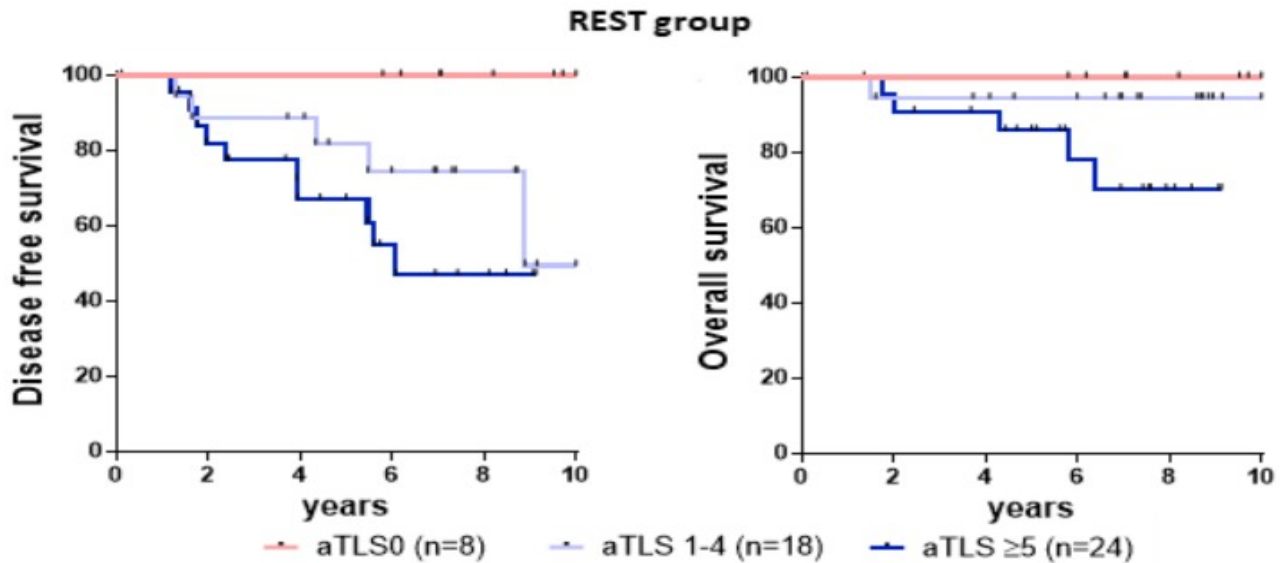 REST group
Disease free survival
100
80
60
40
20
0
0 2 4 6 8 10
years
Overall survival
100
80
60
40
20
0
0 2 4 6 8 10
years
aTLS0 (n=8) aTLS 1-4 (n=18) aTLS ≥5 (n=24)